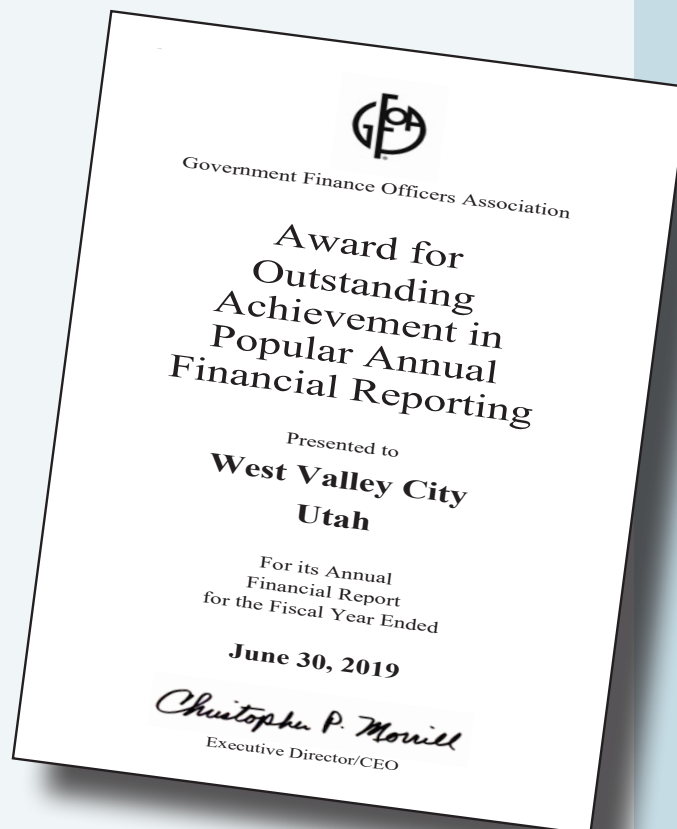 GFOA
Government Finance Officers Association
Award for
Outstanding
Achievement in
Popular Annual
Financial Reporting
Presented to
West Valley City
Utah
For its Annual
Financial Report
for the Fiscal Year Ended
June 30, 2019
Christopher P. Morrill
Executive Director/CEO